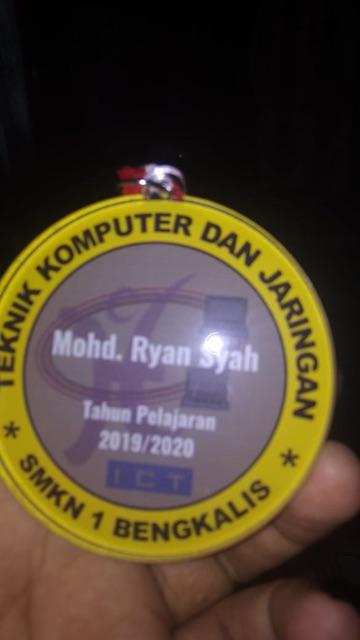 TEKNIK KOMPUTER DAN JARINGAN
Mohd. Ryan Syah
Tahun Pelajaran
2019/2020
ICT
* SMKN 1 BENGKALIS *